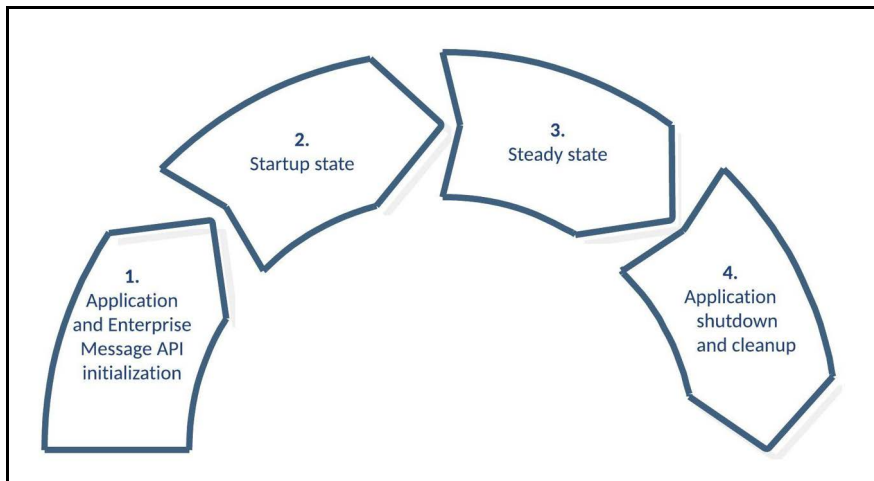 1.
Application
and Enterprise
Message API
initialization
2.
Startup state
3.
Steady state
4.
Application
shutdown
and cleanup